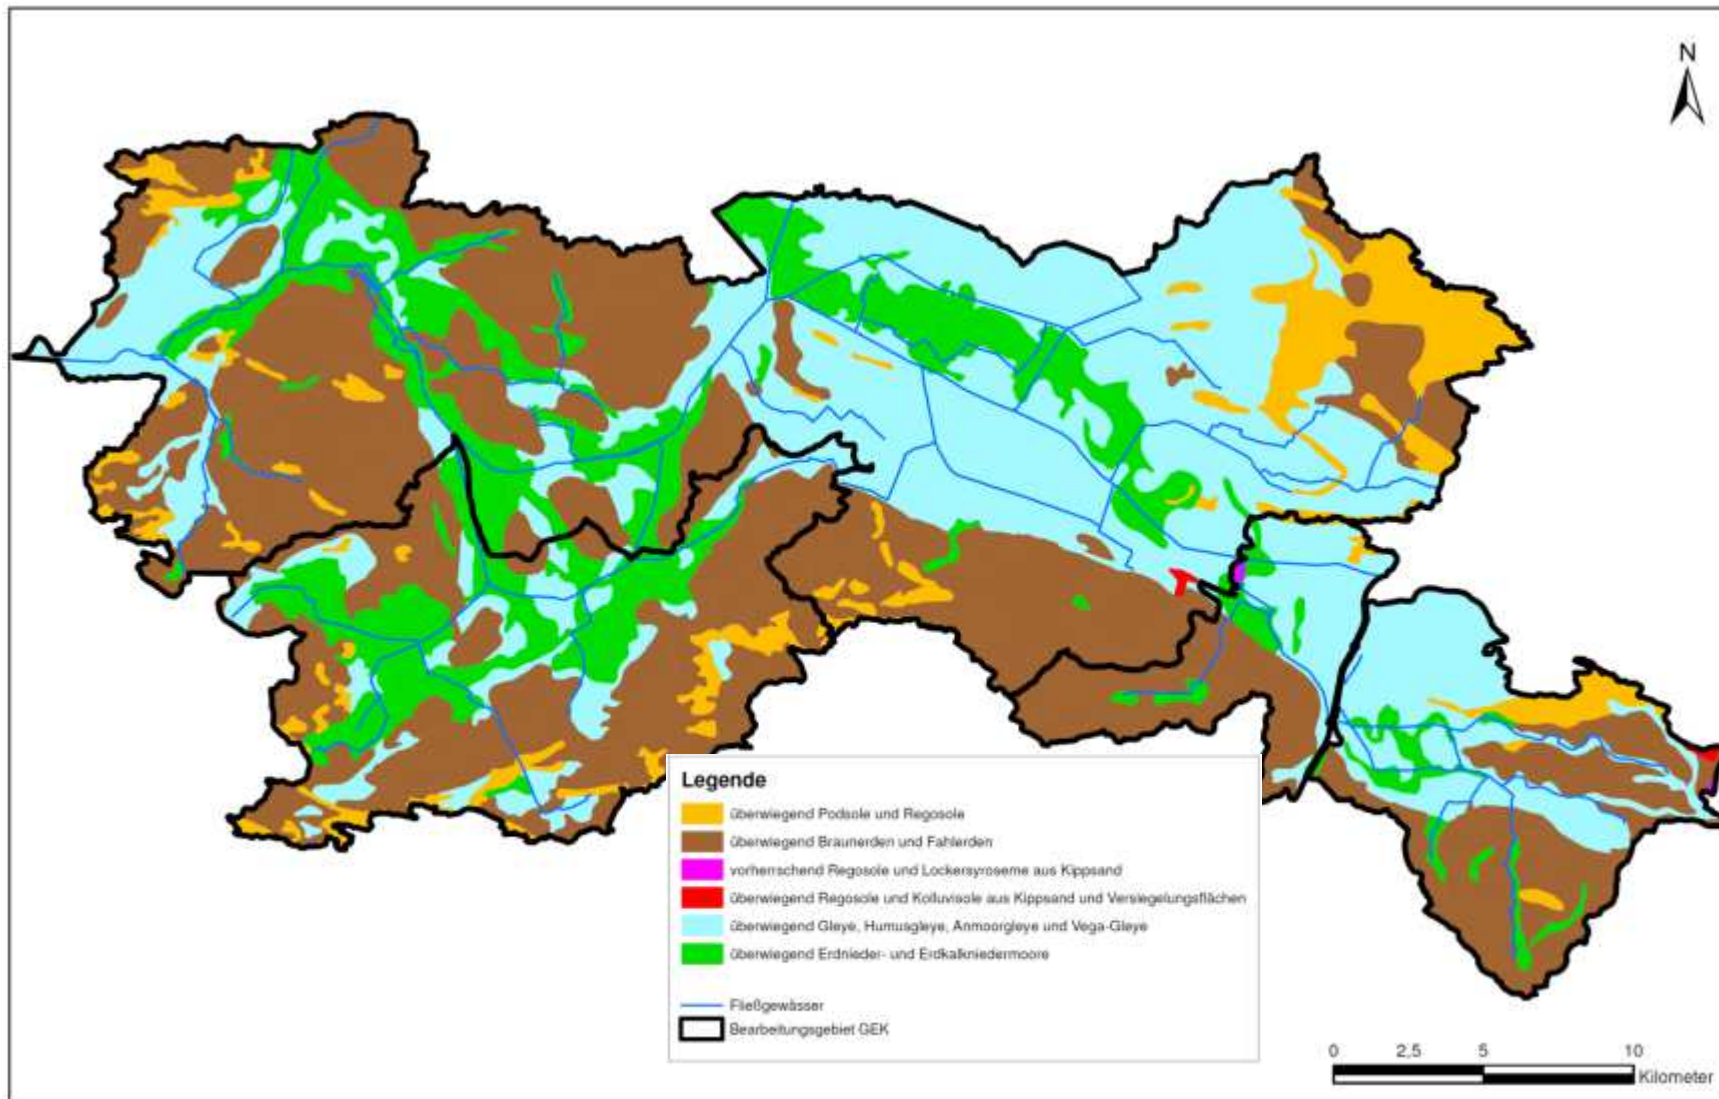 N
Legende
überwiegend Podsole und Regosole
überwiegend Braunerden und Fahlerden
vorherrschend Regosole und Lockersyroseme aus Kippsand
überwiegend Regosole und Kolluvisole aus Kippsand und Versiegelungsflächen
überwiegend Gleye, Humusgleye, Anmoorgleye und Vega-Gleye
überwiegend Erdnieder- und Erdkalkniedermoore
Fließgewässer
Bearbeitungsgebiet GEK
0 2,5 5 10
Kilometer